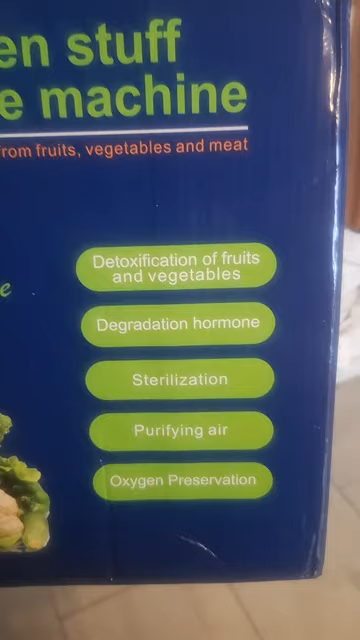 en stuff
e machine
from fruits, vegetables and meat
e
Detoxification of fruits
and vegetables
Degradation hormone
Sterilization
Purifying air
Oxygen Preservation